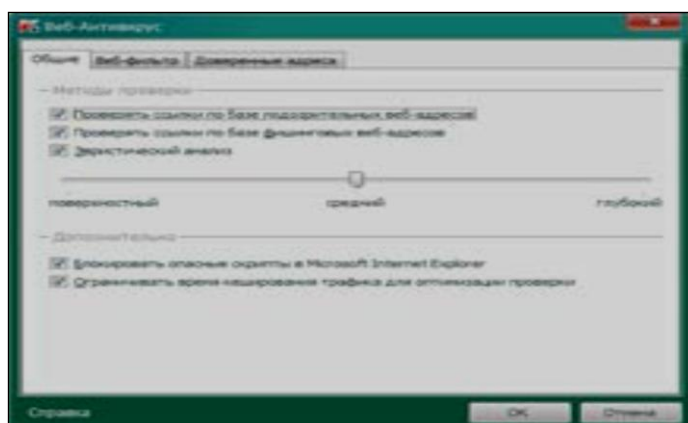 Веб-Антивирус
Общие Веб-фильтр Доверенные адреса
Методы проверки
Проверять ссылки по базе подозрительных веб-адресов
Проверять ссылки по базе фишинговых веб-адресов
Эвристический анализ
поверхностный средний глубокий
Дополнительно
Блокировать опасные скрипты в Microsoft Internet Explorer
Ограничивать время кеширования трафика для оптимизации проверки
Справка OK Отмена